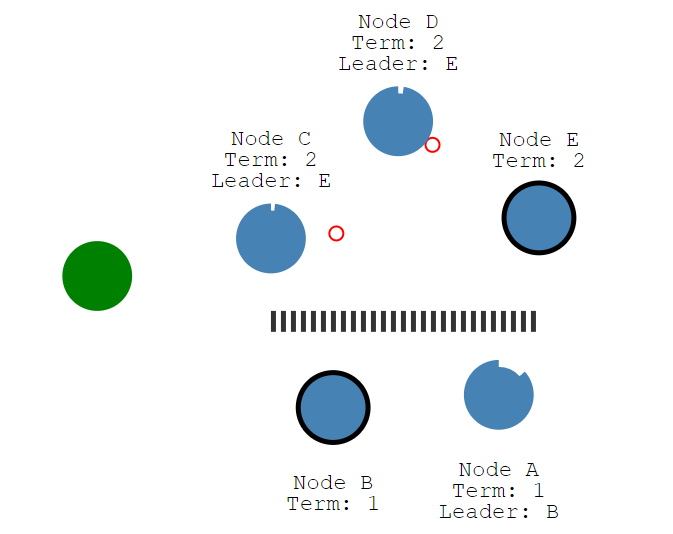 Node D
Term: 2
Leader: E
Node C
Term: 2
Leader: E
Node E
Term: 2
Node B
Term: 1
Node A
Term: 1
Leader: B